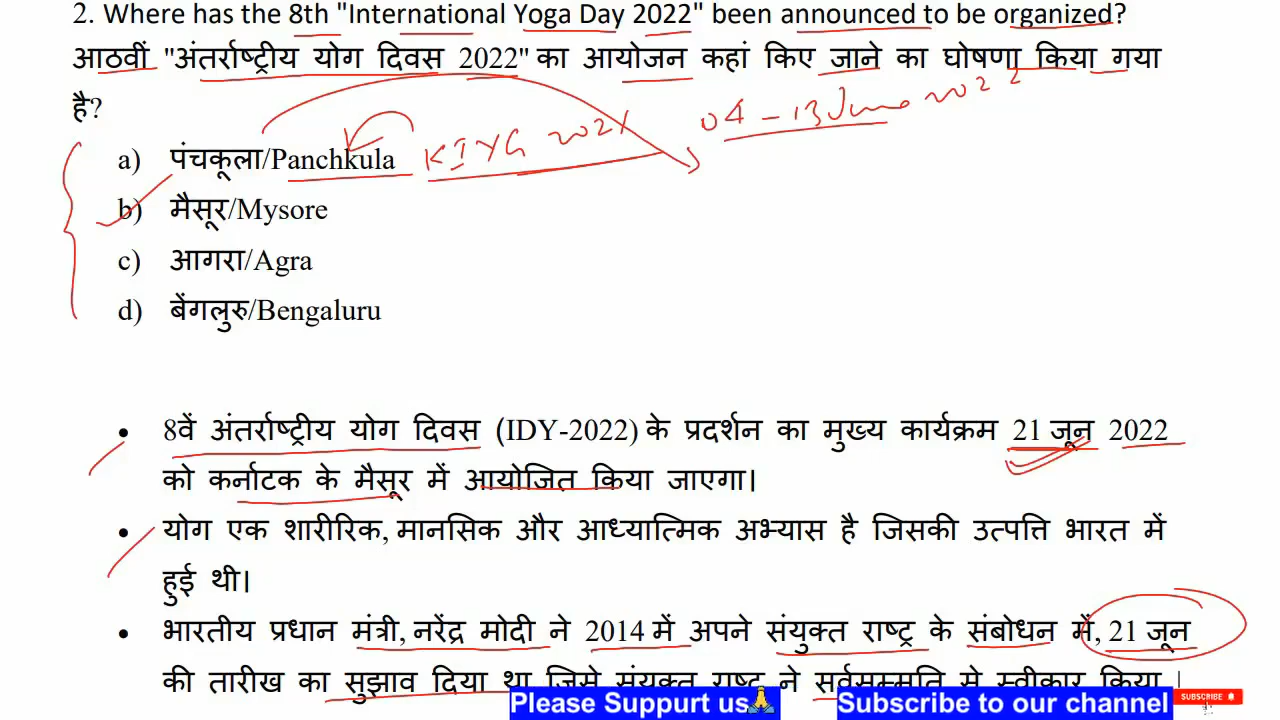 2. Where has the 8th "International Yoga Day 2022" been announced to be organized?
आठवीं "अंतर्राष्ट्रीय योग दिवस 2022" का आयोजन कहां किए जाने का घोषणा किया गया
है?
04 - 13 June 2022
a) पंचकूला/Panchkula KIYG 2021
b) मैसूर/Mysore
c) आगरा/Agra
d) बेंगलुरु/Bengaluru
• 8वें अंतर्राष्ट्रीय योग दिवस (IDY-2022) के प्रदर्शन का मुख्य कार्यक्रम 21 जून 2022
को कर्नाटक के मैसूर में आयोजित किया जाएगा।
• योग एक शारीरिक, मानसिक और आध्यात्मिक अभ्यास है जिसकी उत्पत्ति भारत में
हुई थी।
• भारतीय प्रधान मंत्री, नरेंद्र मोदी ने 2014 में अपने संयुक्त राष्ट्र के संबोधन में, 21 जून
की तारीख का सुझाव दिया था जिसे संयुक्त राष्ट्र ने सर्वसम्मति से स्वीकार किया ।
Please Suppurt us🙏 Subscribe to our channel SUBSCRIBE